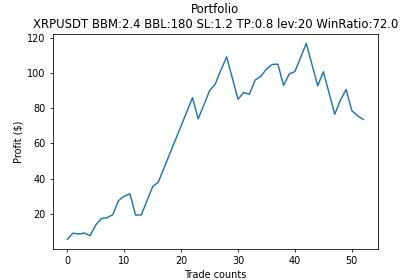 Portfolio
XRPUSDT BBM:2.4 BBL:180 SL:1.2 TP:0.8 lev:20 WinRatio:72.0
120
100
80
60
40
20
Profit ($)
0 10 20 30 40 50
Trade counts